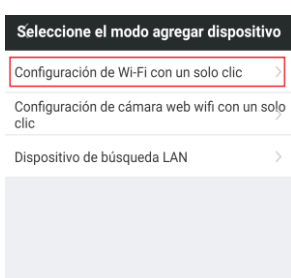 Seleccione el modo agregar dispositivo
Configuración de Wi-Fi con un solo clic
Configuración de cámara web wifi con un solo
clic
Dispositivo de búsqueda LAN